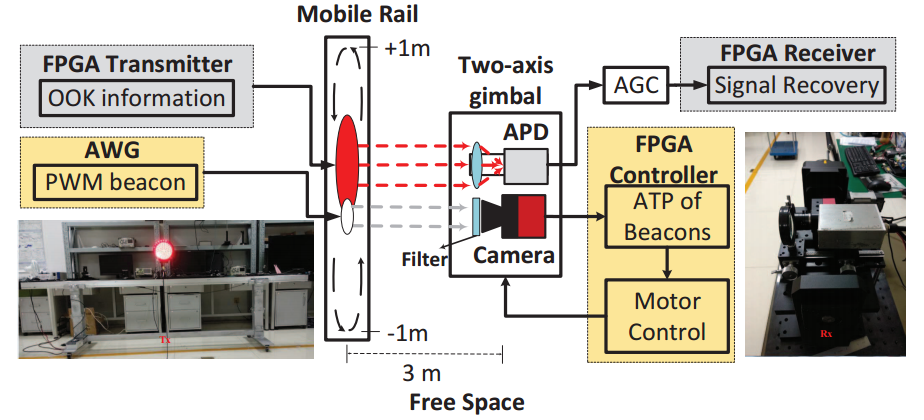 Mobile Rail
+1m
FPGA Transmitter
OOK information
AWG
PWM beacon
Tx
-1m
3 m
Free Space
Two-axis
gimbal
APD
Filter
Camera
AGC
FPGA Receiver
Signal Recovery
FPGA
Controller
ATP of
Beacons
Motor
Control
Rx